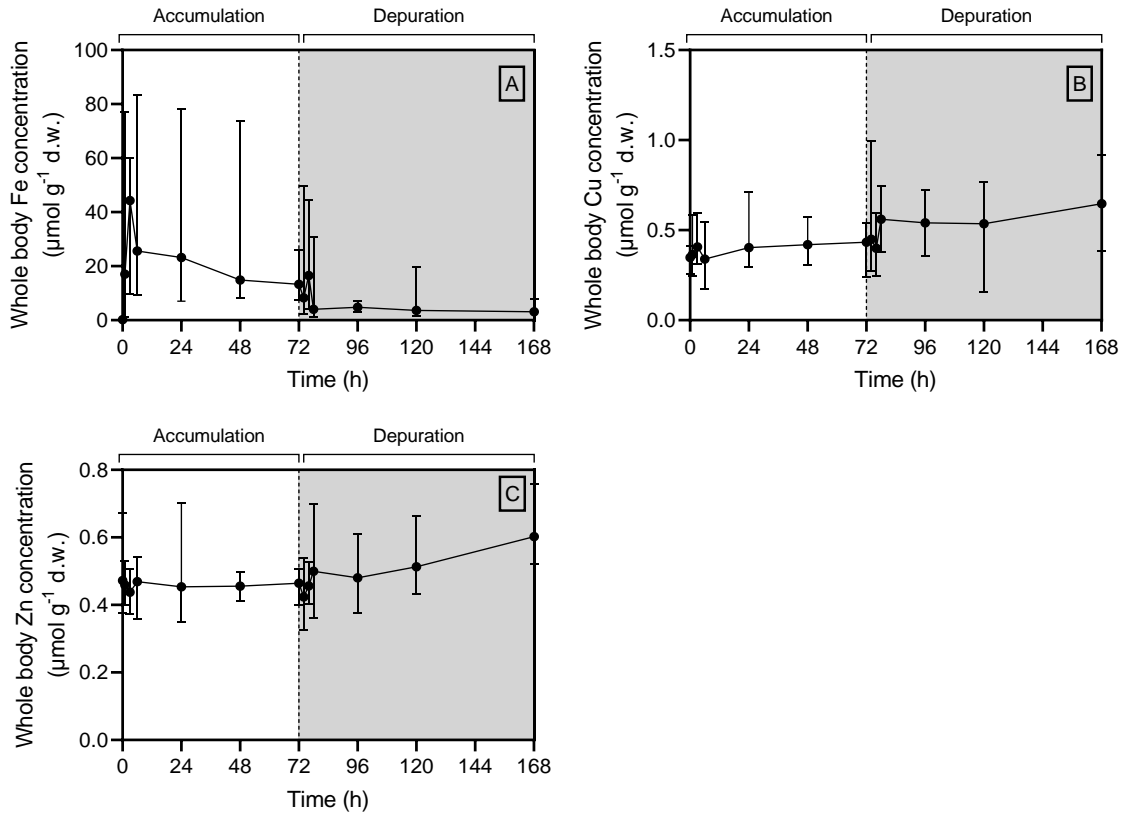 Accumulation Depuration
Whole body Fe concentration
(µmol g⁻¹ d.w.)
100
80
60
40
20
0
A
0 24 48 72 96 120 144 168
Time (h)
Accumulation Depuration
Whole body Cu concentration
(µmol g⁻¹ d.w.)
1.5
1.0
0.5
0.0
B
0 24 48 72 96 120 144 168
Time (h)
Accumulation Depuration
Whole body Zn concentration
(µmol g⁻¹ d.w.)
0.8
0.6
0.4
0.2
0.0
C
0 24 48 72 96 120 144 168
Time (h)